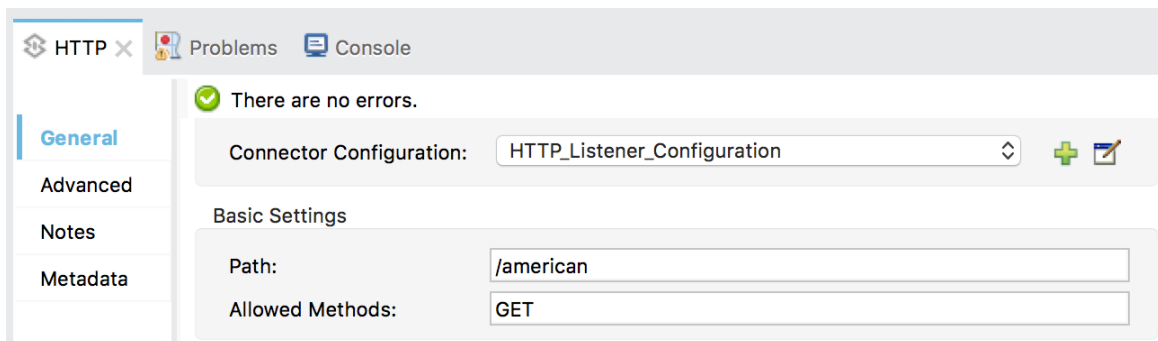 HTTP Problems Console
There are no errors.
General
Connector Configuration: HTTP_Listener_Configuration
Advanced
Basic Settings
Notes
Path: /american
Metadata
Allowed Methods: GET